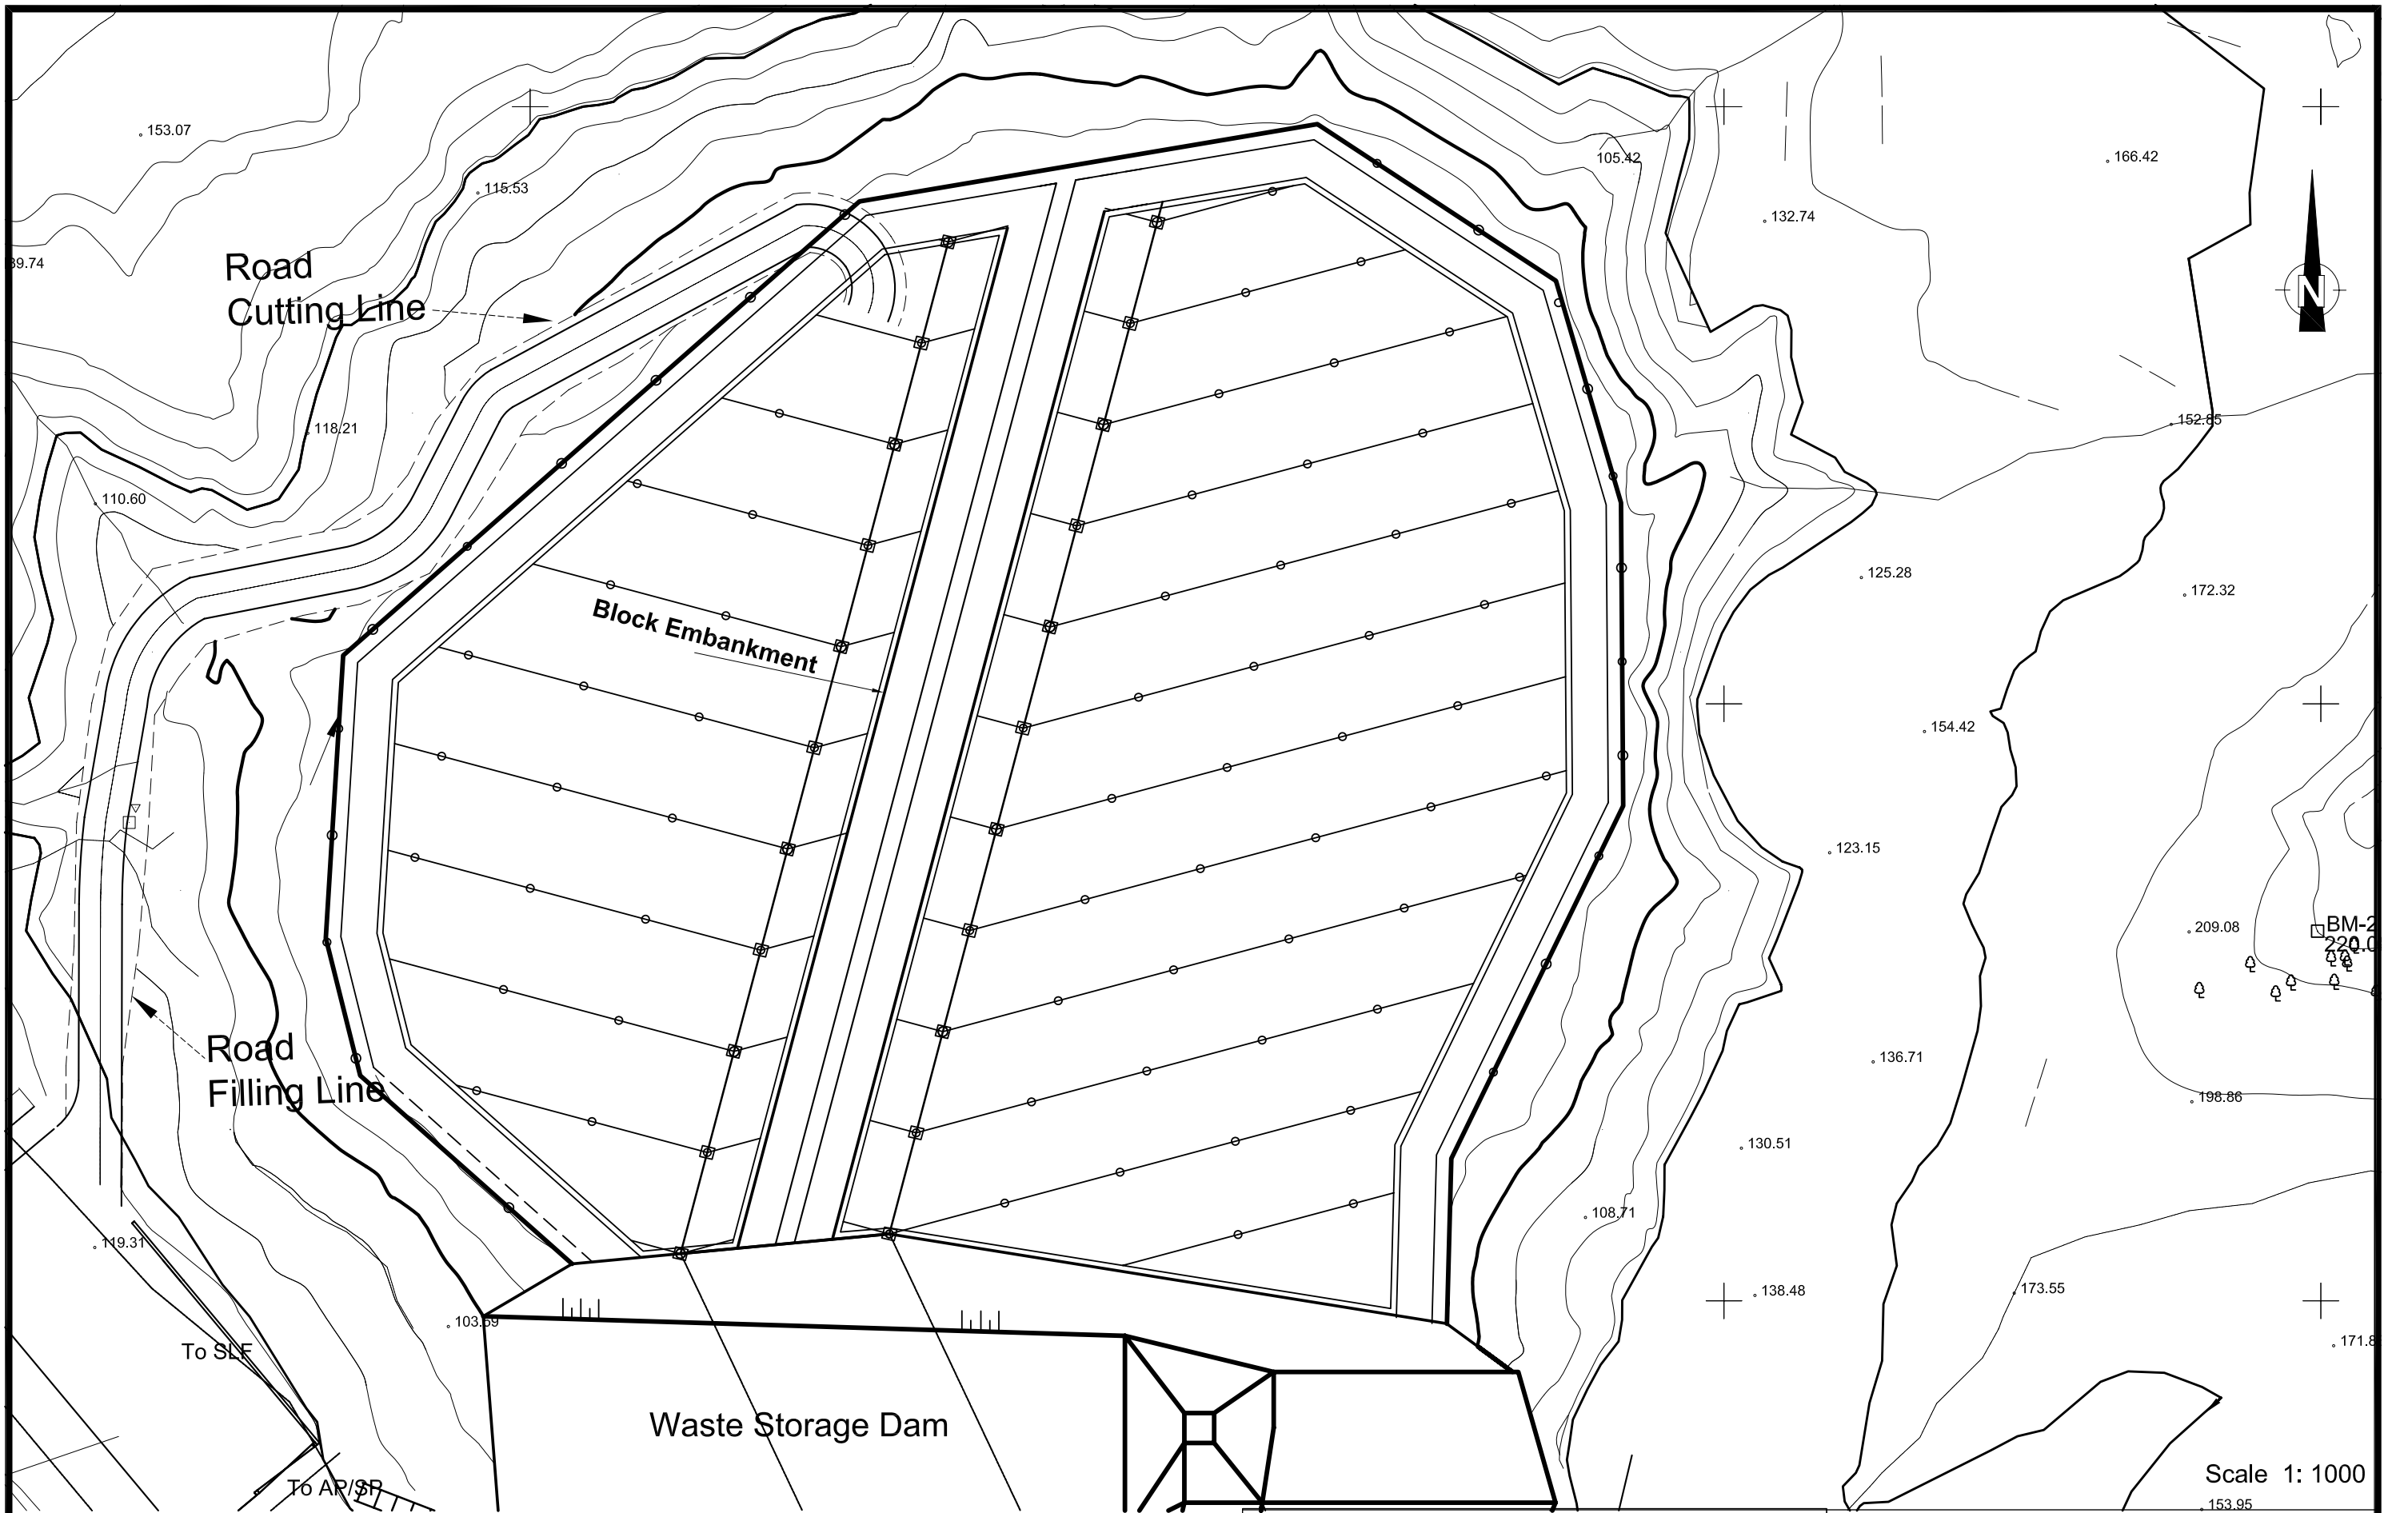 153.07
105.42
166.42
115.53
132.74
Road
Cutting Line
N
118.21
152.85
110.60
125.28
172.32
Block Embankment
154.42
123.15
209.08
BM-2
Road
Filling Line
136.71
198.86
130.51
108.71
119.31
138.48
173.55
103.69
171.8
To SLF
Waste Storage Dam
Scale 1: 1000
To AP/SP
153.95